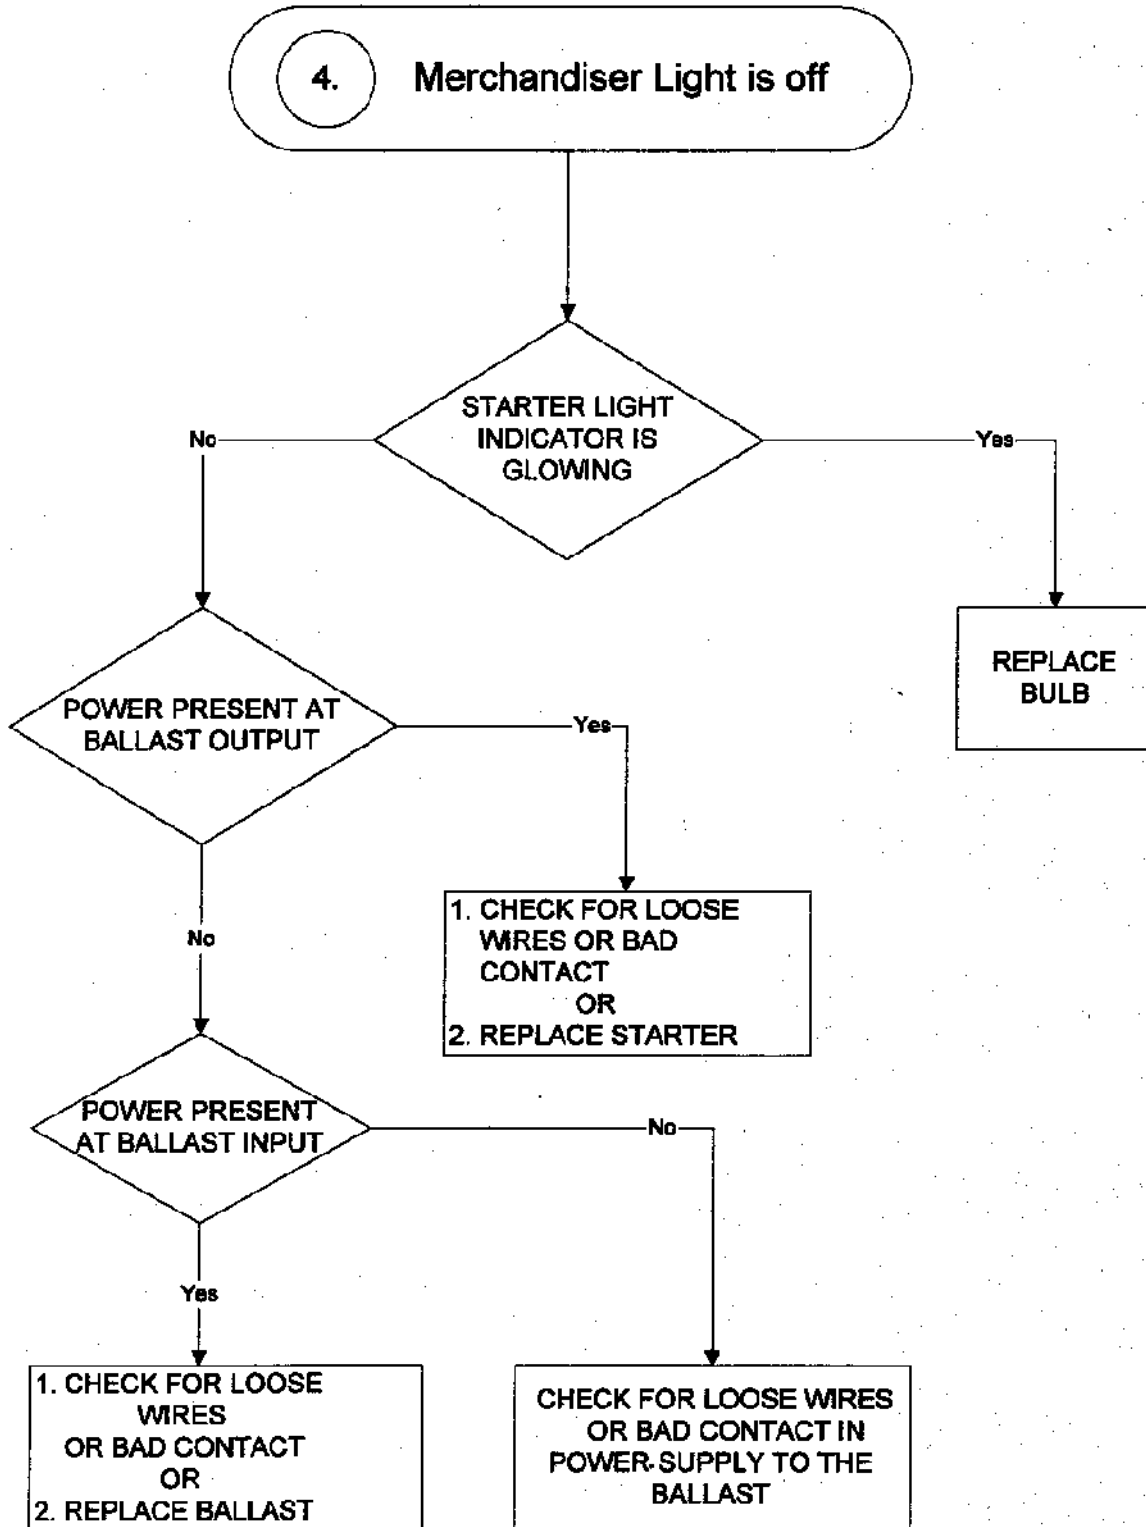 4. Merchandiser Light is off
STARTER LIGHT
INDICATOR IS
GLOWING
No
Yes
REPLACE
BULB
POWER PRESENT AT
BALLAST OUTPUT
Yes
No
1. CHECK FOR LOOSE
WIRES OR BAD
CONTACT
OR
2. REPLACE STARTER
POWER PRESENT
AT BALLAST INPUT
No
Yes
1. CHECK FOR LOOSE
WIRES
OR BAD CONTACT
OR
2. REPLACE BALLAST
CHECK FOR LOOSE WIRES
OR BAD CONTACT IN
POWER SUPPLY TO THE
BALLAST